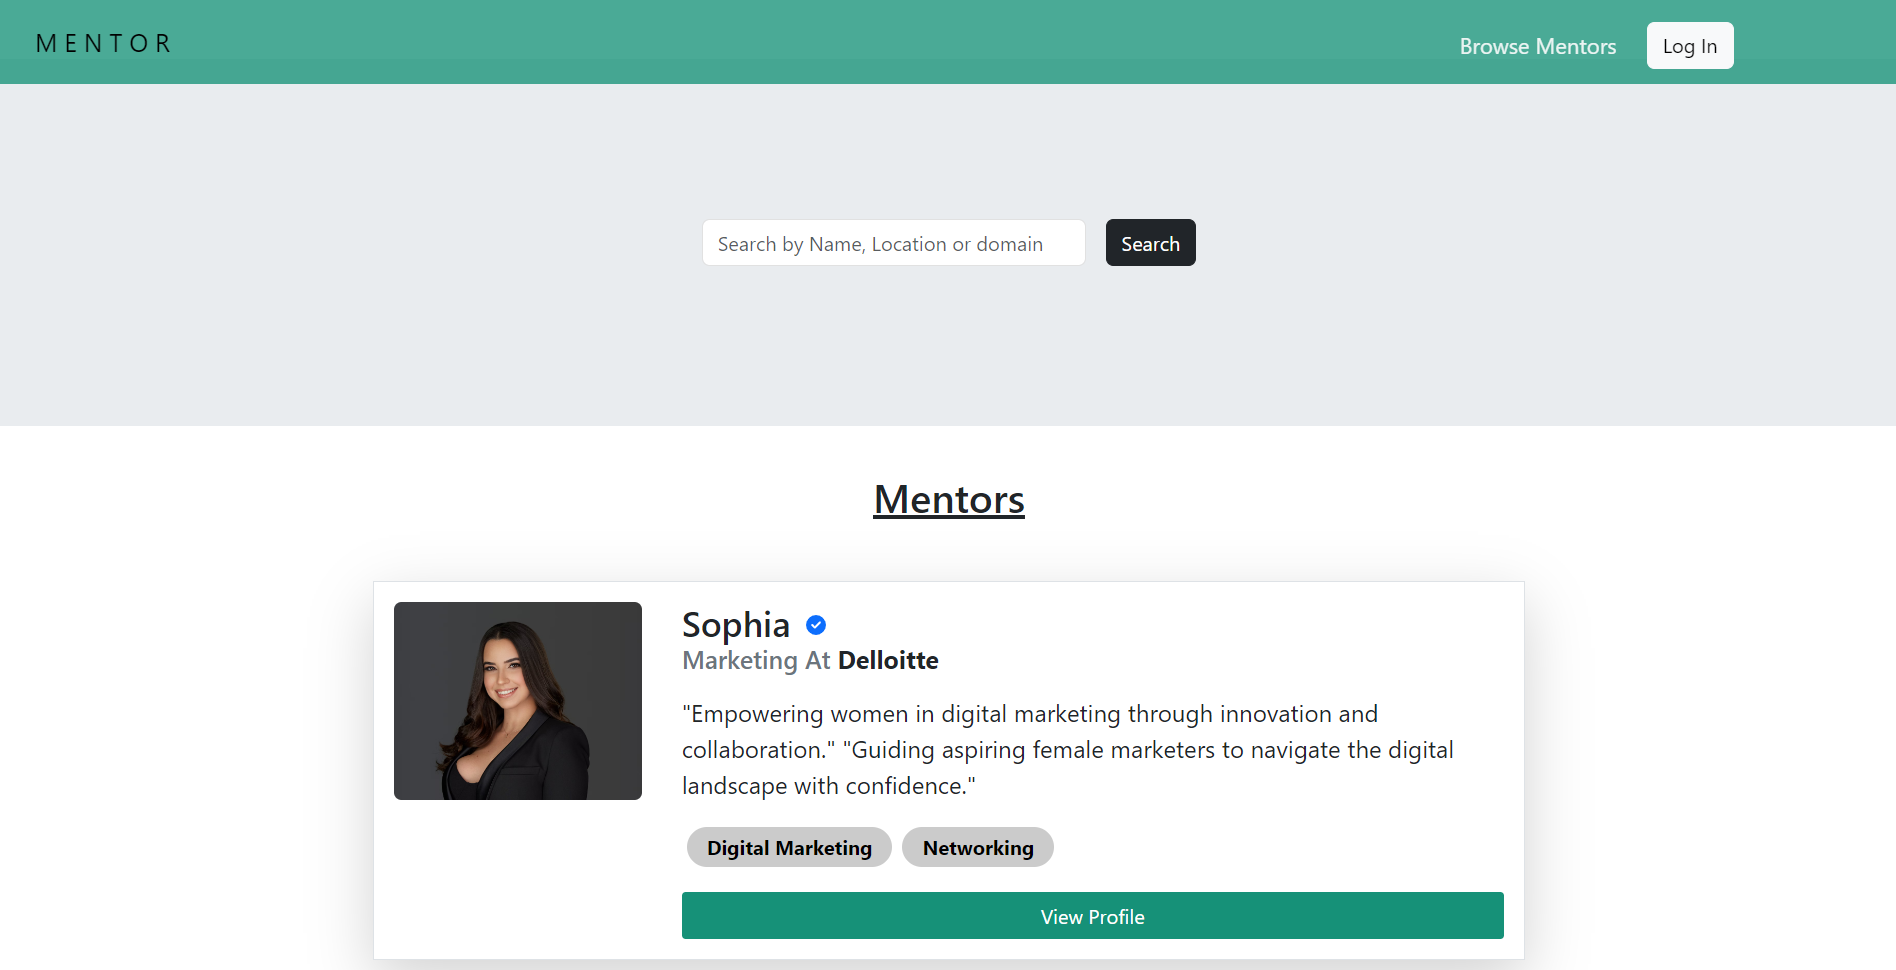 MENTOR
Browse Mentors
Log In
Search by Name, Location or domain
Search
Mentors
Sophia
Marketing At Delloitte
"Empowering women in digital marketing through innovation and
collaboration." "Guiding aspiring female marketers to navigate the digital
landscape with confidence."
Digital Marketing
Networking
View Profile